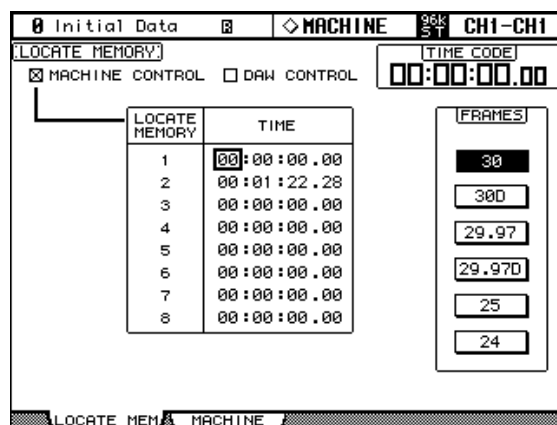 0 Initial Data R ◇ MACHINE 96K ST CH1-CH1
LOCATE MEMORY
☒ MACHINE CONTROL ☐ DAW CONTROL
TIME CODE
00:00:00.00
LOCATE MEMORY TIME
1 00:00:00.00
2 00:01:22.28
3 00:00:00.00
4 00:00:00.00
5 00:00:00.00
6 00:00:00.00
7 00:00:00.00
8 00:00:00.00
FRAMES
30
30D
29.97
29.97D
25
24
LOCATE MEM MACHINE